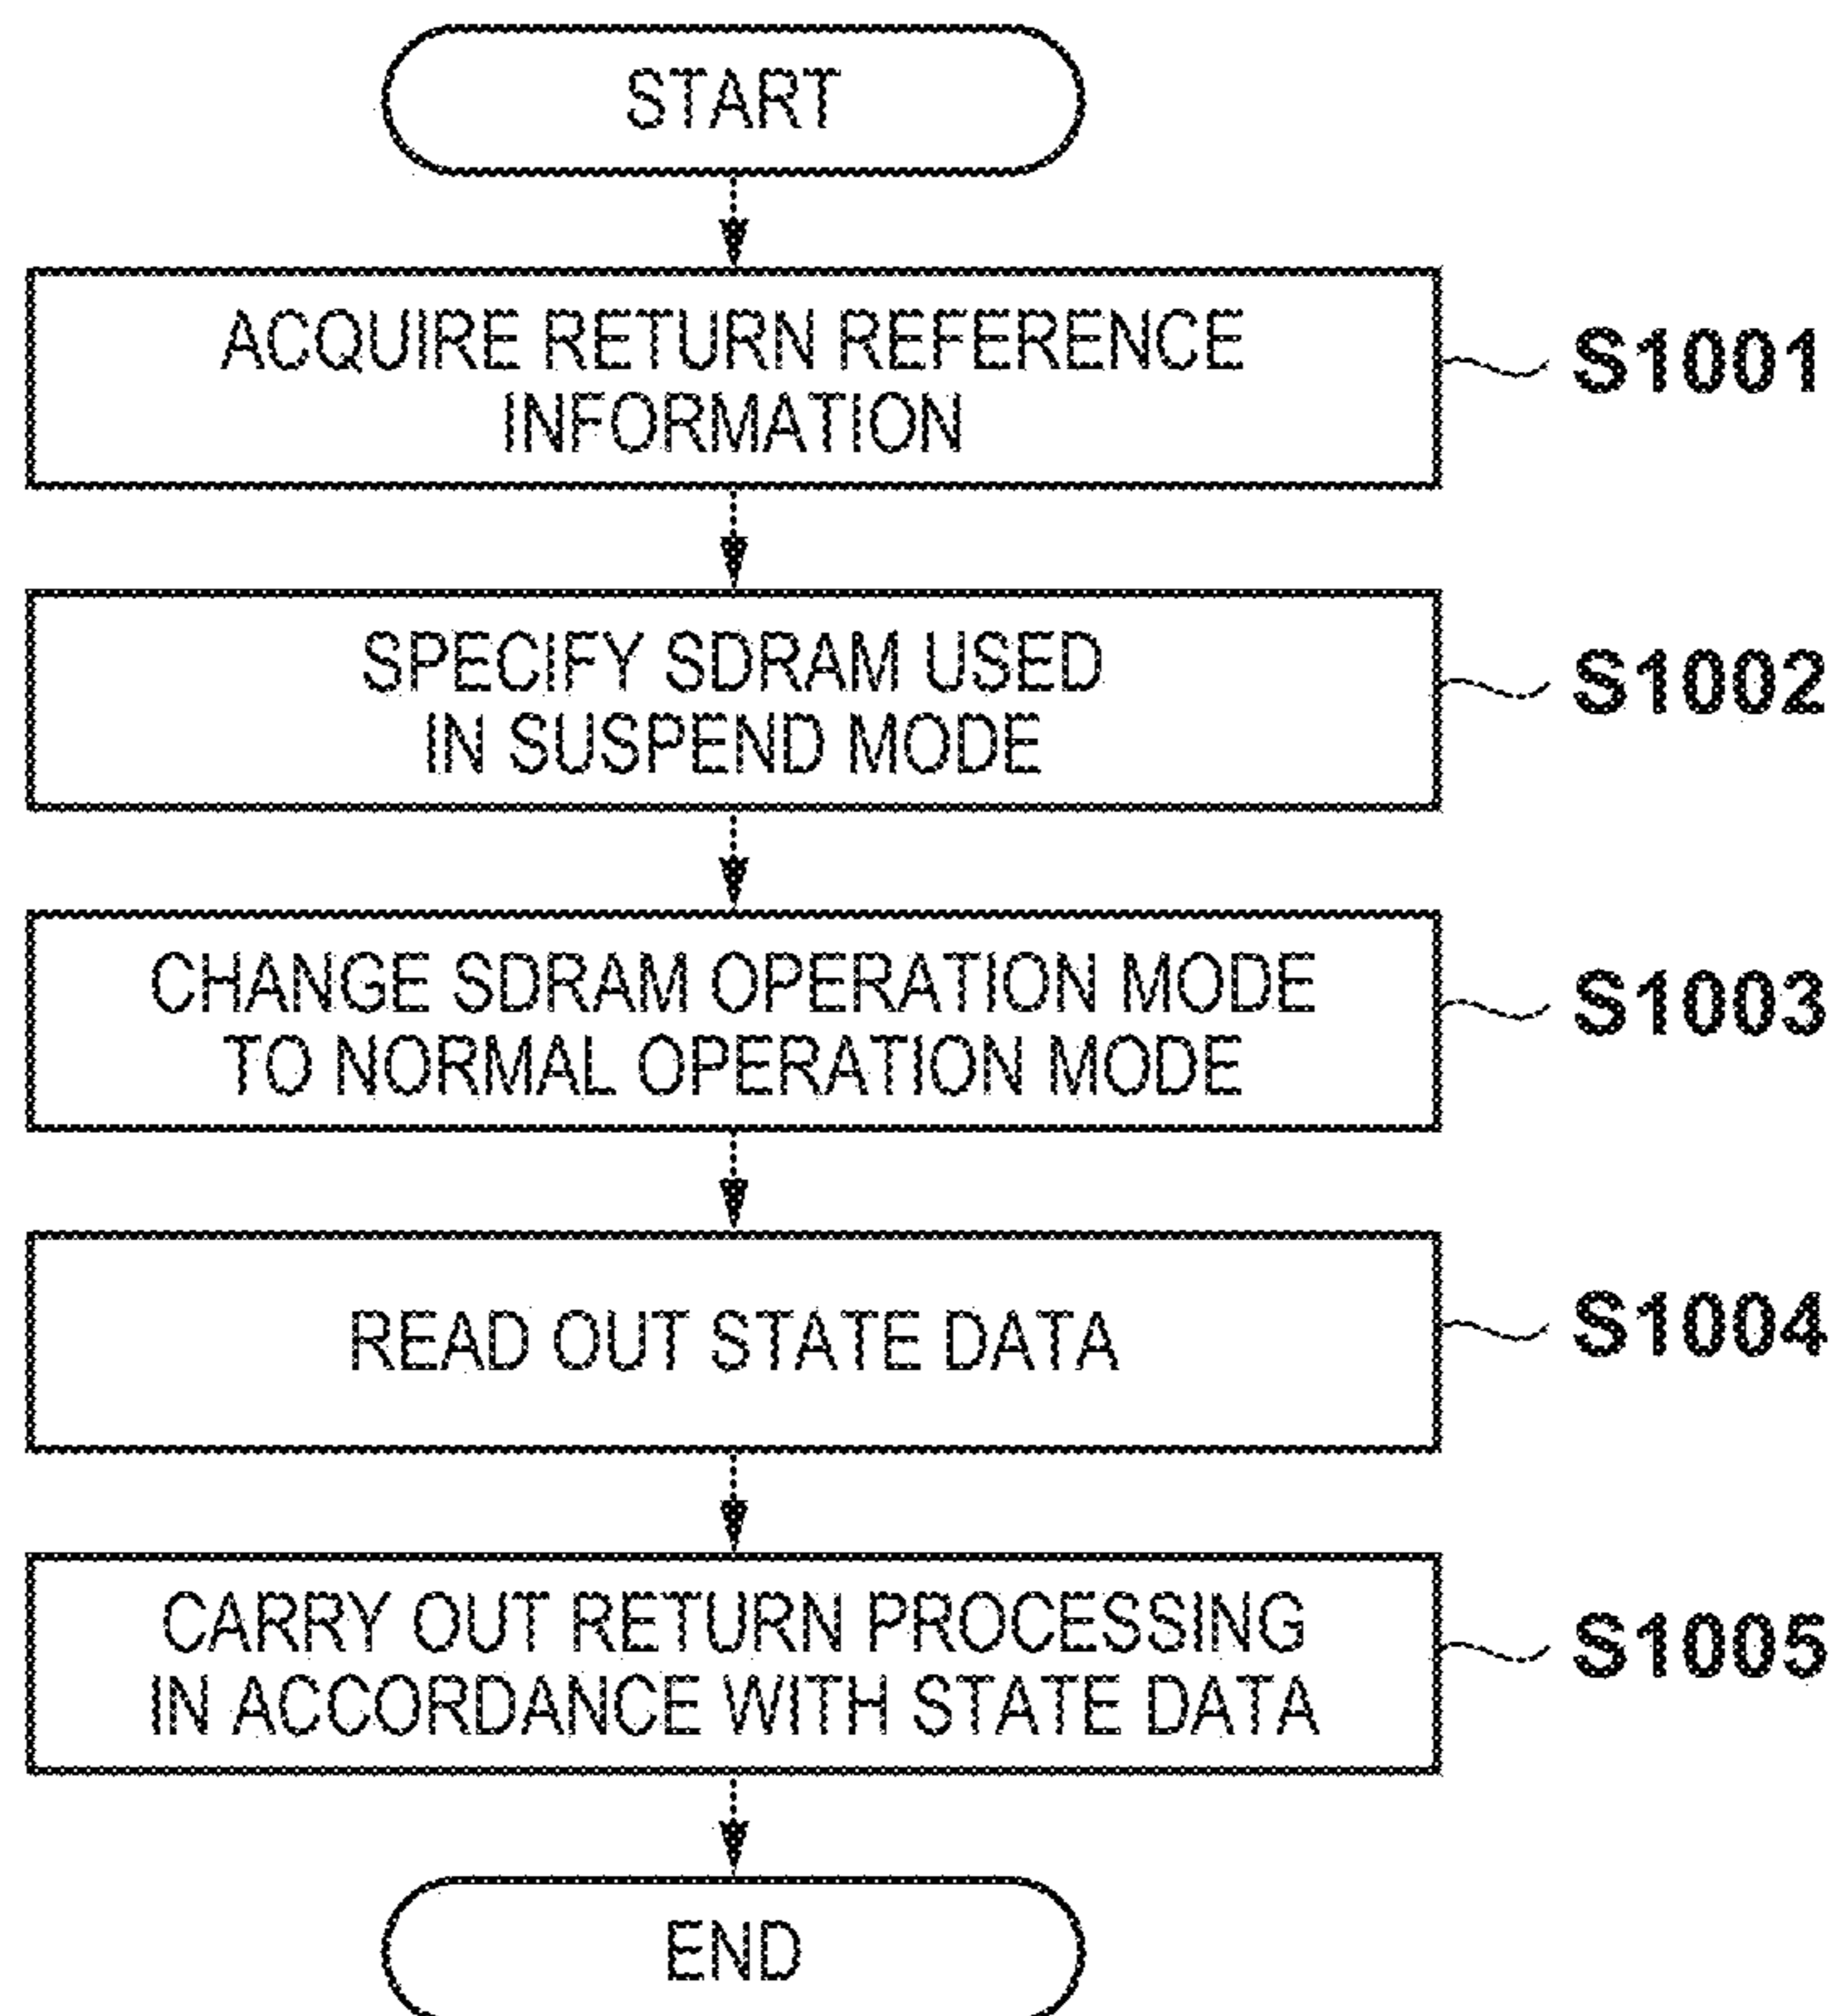 START
ACQUIRE RETURN REFERENCE
INFORMATION
S1001
SPECIFY SDRAM USED
IN SUSPEND MODE
S1002
CHANGE SDRAM OPERATION MODE
TO NORMAL OPERATION MODE
S1003
READ OUT STATE DATA
S1004
CARRY OUT RETURN PROCESSING
IN ACCORDANCE WITH STATE DATA
S1005
END